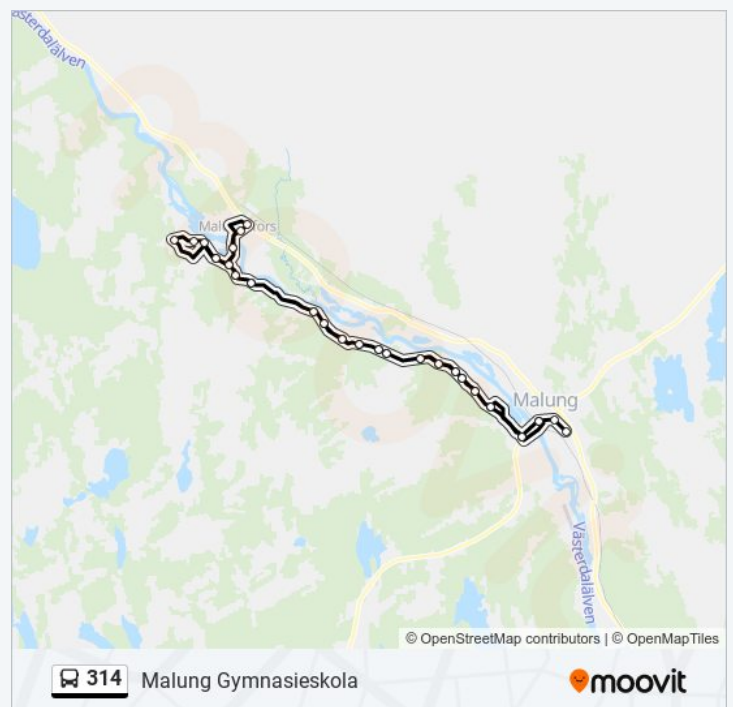 Västerdalälven
Malung
Västerdalälven
© OpenStreetMap contributors | © OpenMapTiles
314 Malung Gymnasieskola
moovit